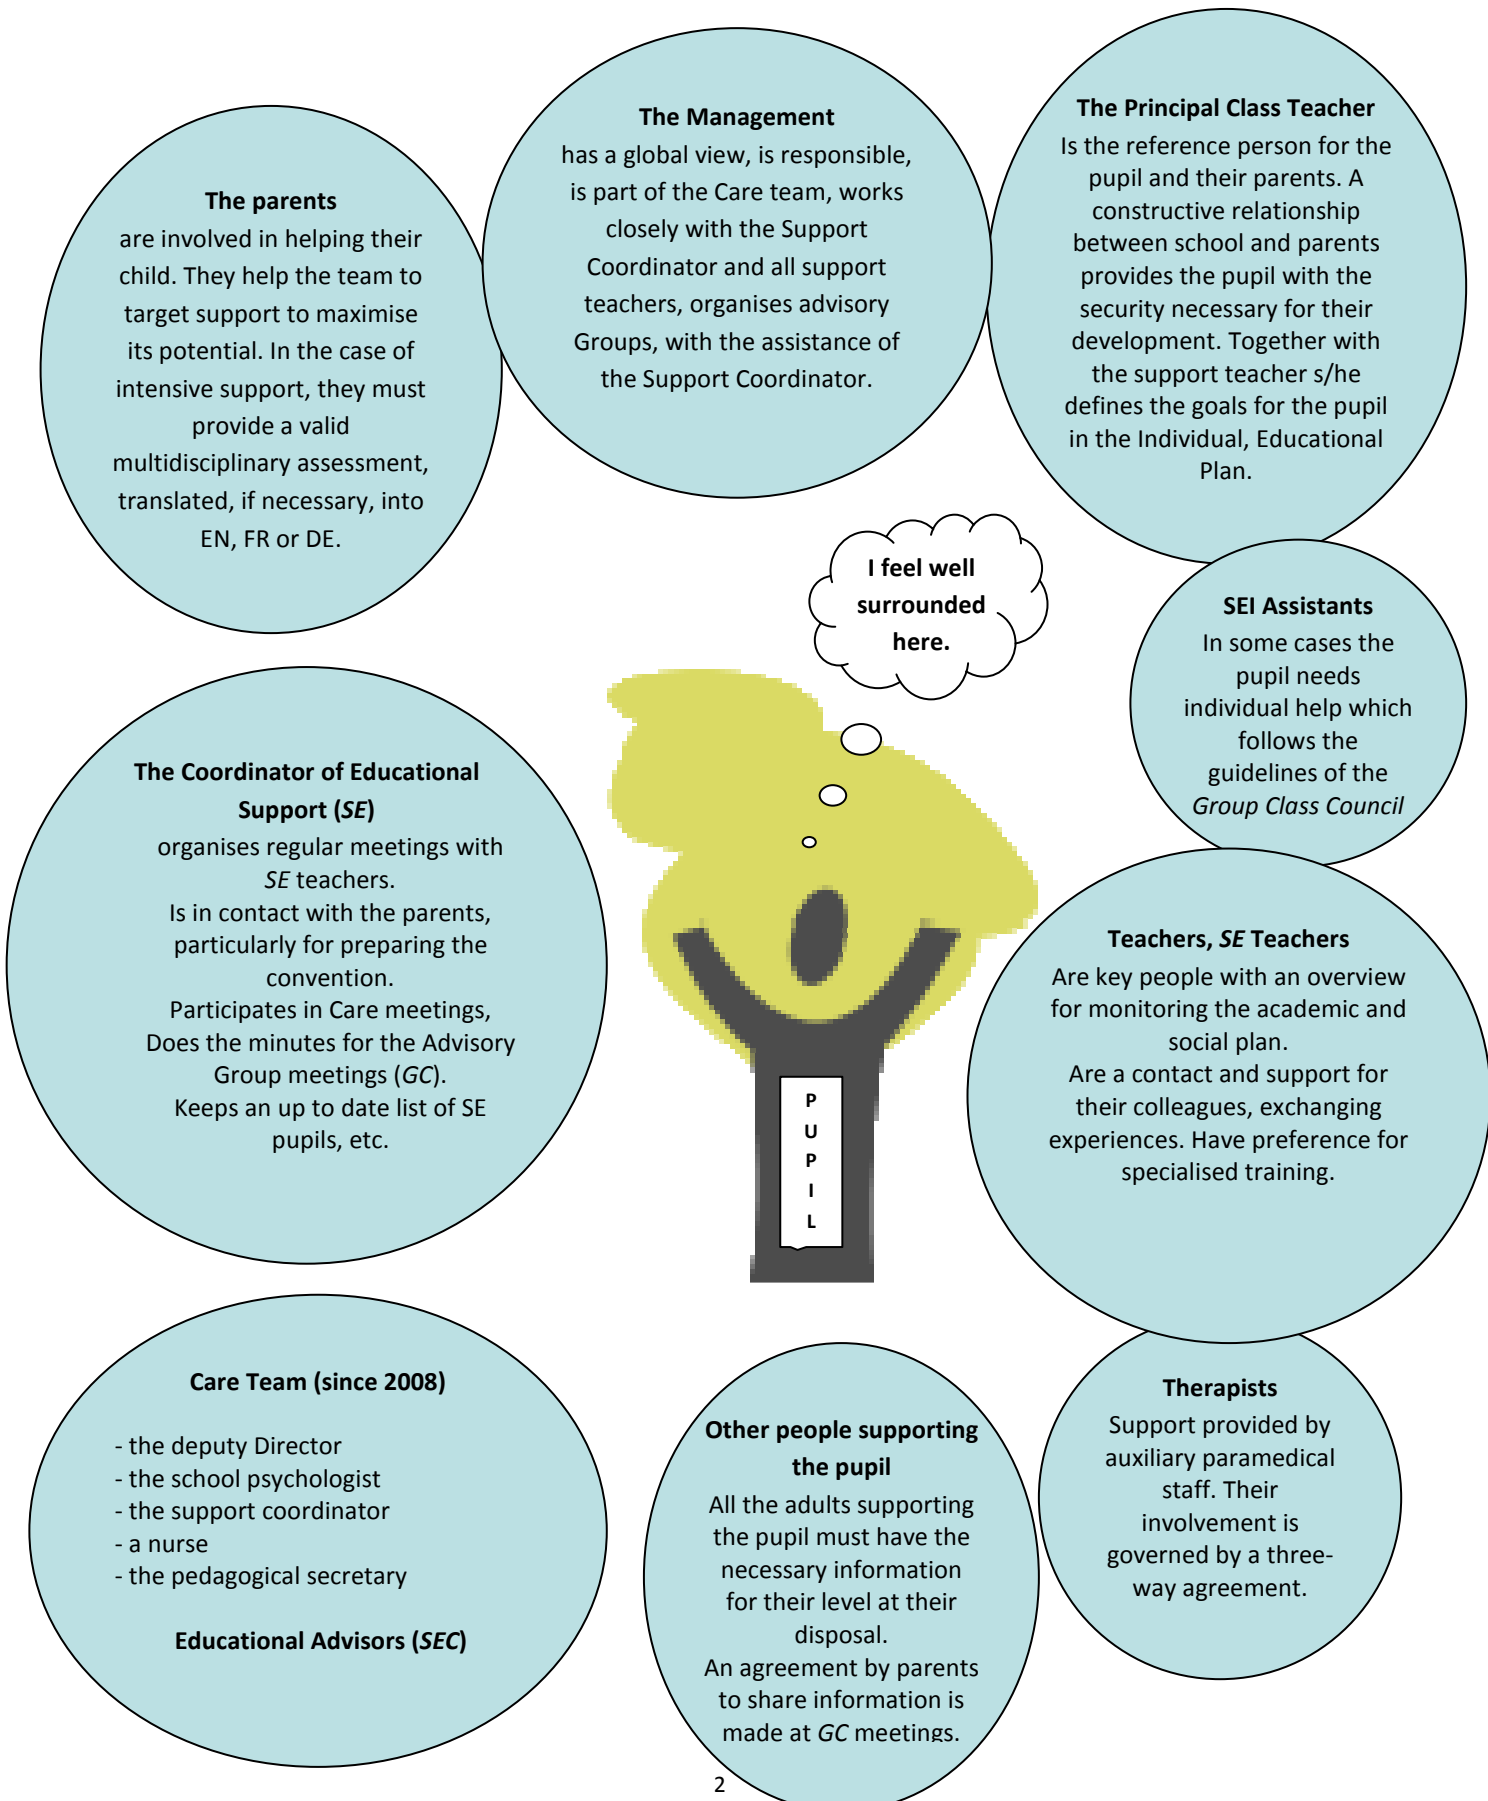 The Management
has a global view, is responsible,
is part of the Care team, works
closely with the Support
Coordinator and all support
teachers, organises advisory
Groups, with the assistance of
the Support Coordinator.
The Principal Class Teacher
Is the reference person for the
pupil and their parents. A
constructive relationship
between school and parents
provides the pupil with the
security necessary for their
development. Together with
the support teacher s/he
defines the goals for the pupil
in the Individual, Educational
Plan.
The parents
are involved in helping their
child. They help the team to
target support to maximise
its potential. In the case of
intensive support, they must
provide a valid
multidisciplinary assessment,
translated, if necessary, into
EN, FR or DE.
I feel well
surrounded
here.
SEI Assistants
In some cases the
pupil needs
individual help which
follows the
guidelines of the
Group Class Council
The Coordinator of Educational
Support (SE)
organises regular meetings with
SE teachers.
Is in contact with the parents,
particularly for preparing the
convention.
Participates in Care meetings,
Does the minutes for the Advisory
Group meetings (GC).
Keeps an up to date list of SE
pupils, etc.
Teachers, SE Teachers
Are key people with an overview
for monitoring the academic and
social plan.
Are a contact and support for
their colleagues, exchanging
experiences. Have preference for
specialised training.
P
U
P
I
L
Care Team (since 2008)
- the deputy Director
- the school psychologist
- the support coordinator
- a nurse
- the pedagogical secretary
Educational Advisors (SEC)
Other people supporting
the pupil
All the adults supporting
the pupil must have the
necessary information
for their level at their
disposal.
An agreement by parents
to share information is
made at GC meetings.
Therapists
Support provided by
auxiliary paramedical
staff. Their
involvement is
governed by a three-
way agreement.
2